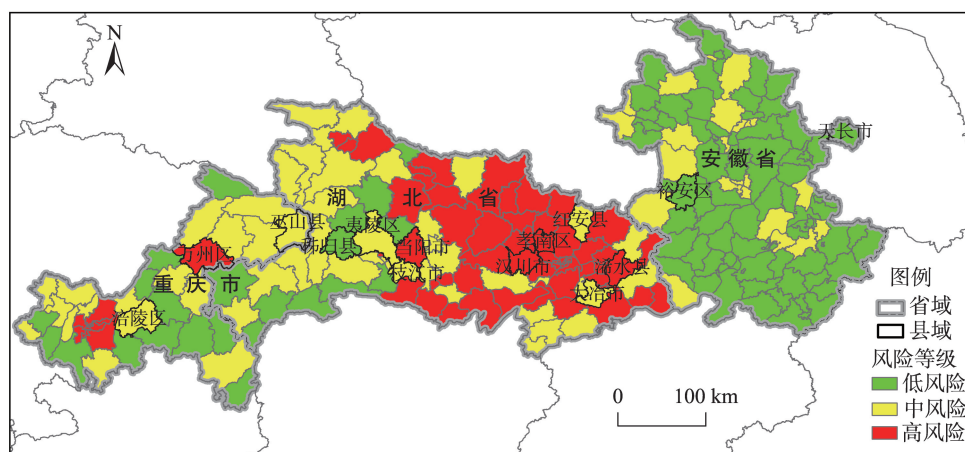 N
天长市
安徽省
裕安区
湖北省
红安县
巫山县
夷陵区
秭归县
当阳市
孝南区
万州区
枝江市
汉川市
浠水县
大冶市
重庆市
涪陵区
图例
省域
县域
风险等级
低风险
中风险
高风险
0 100 km